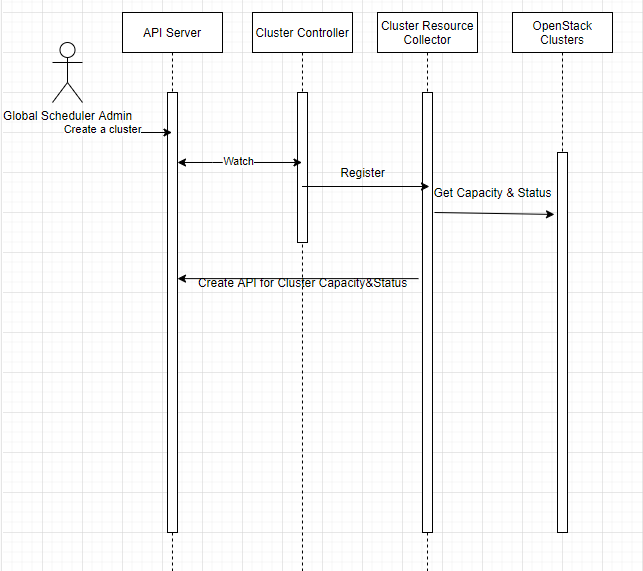 API Server
Cluster Controller
Cluster Resource
Collector
OpenStack
Clusters
Global Scheduler Admin
Create a cluster
Watch
Register
Get Capacity & Status
Create API for Cluster Capacity&Status